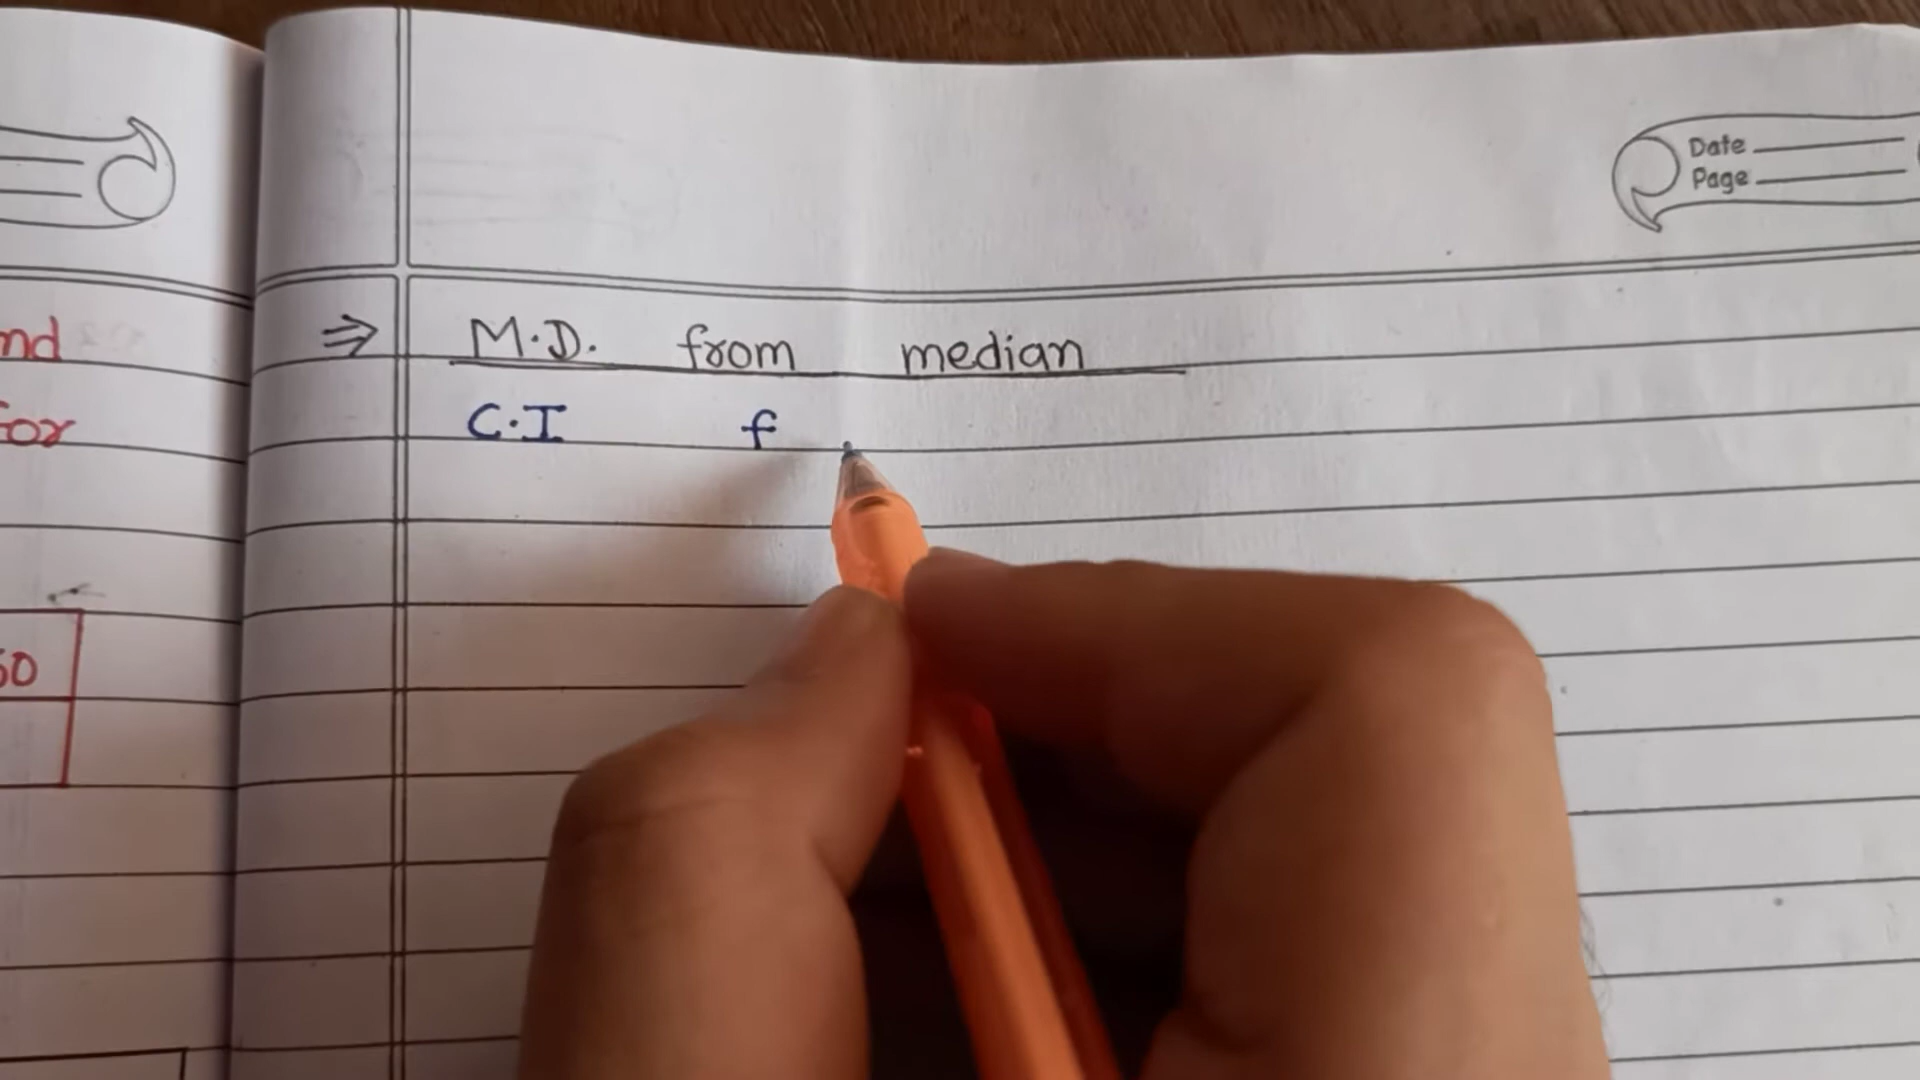 Date
Page
nd
for
⇒ M.D. from median
C.I f
50